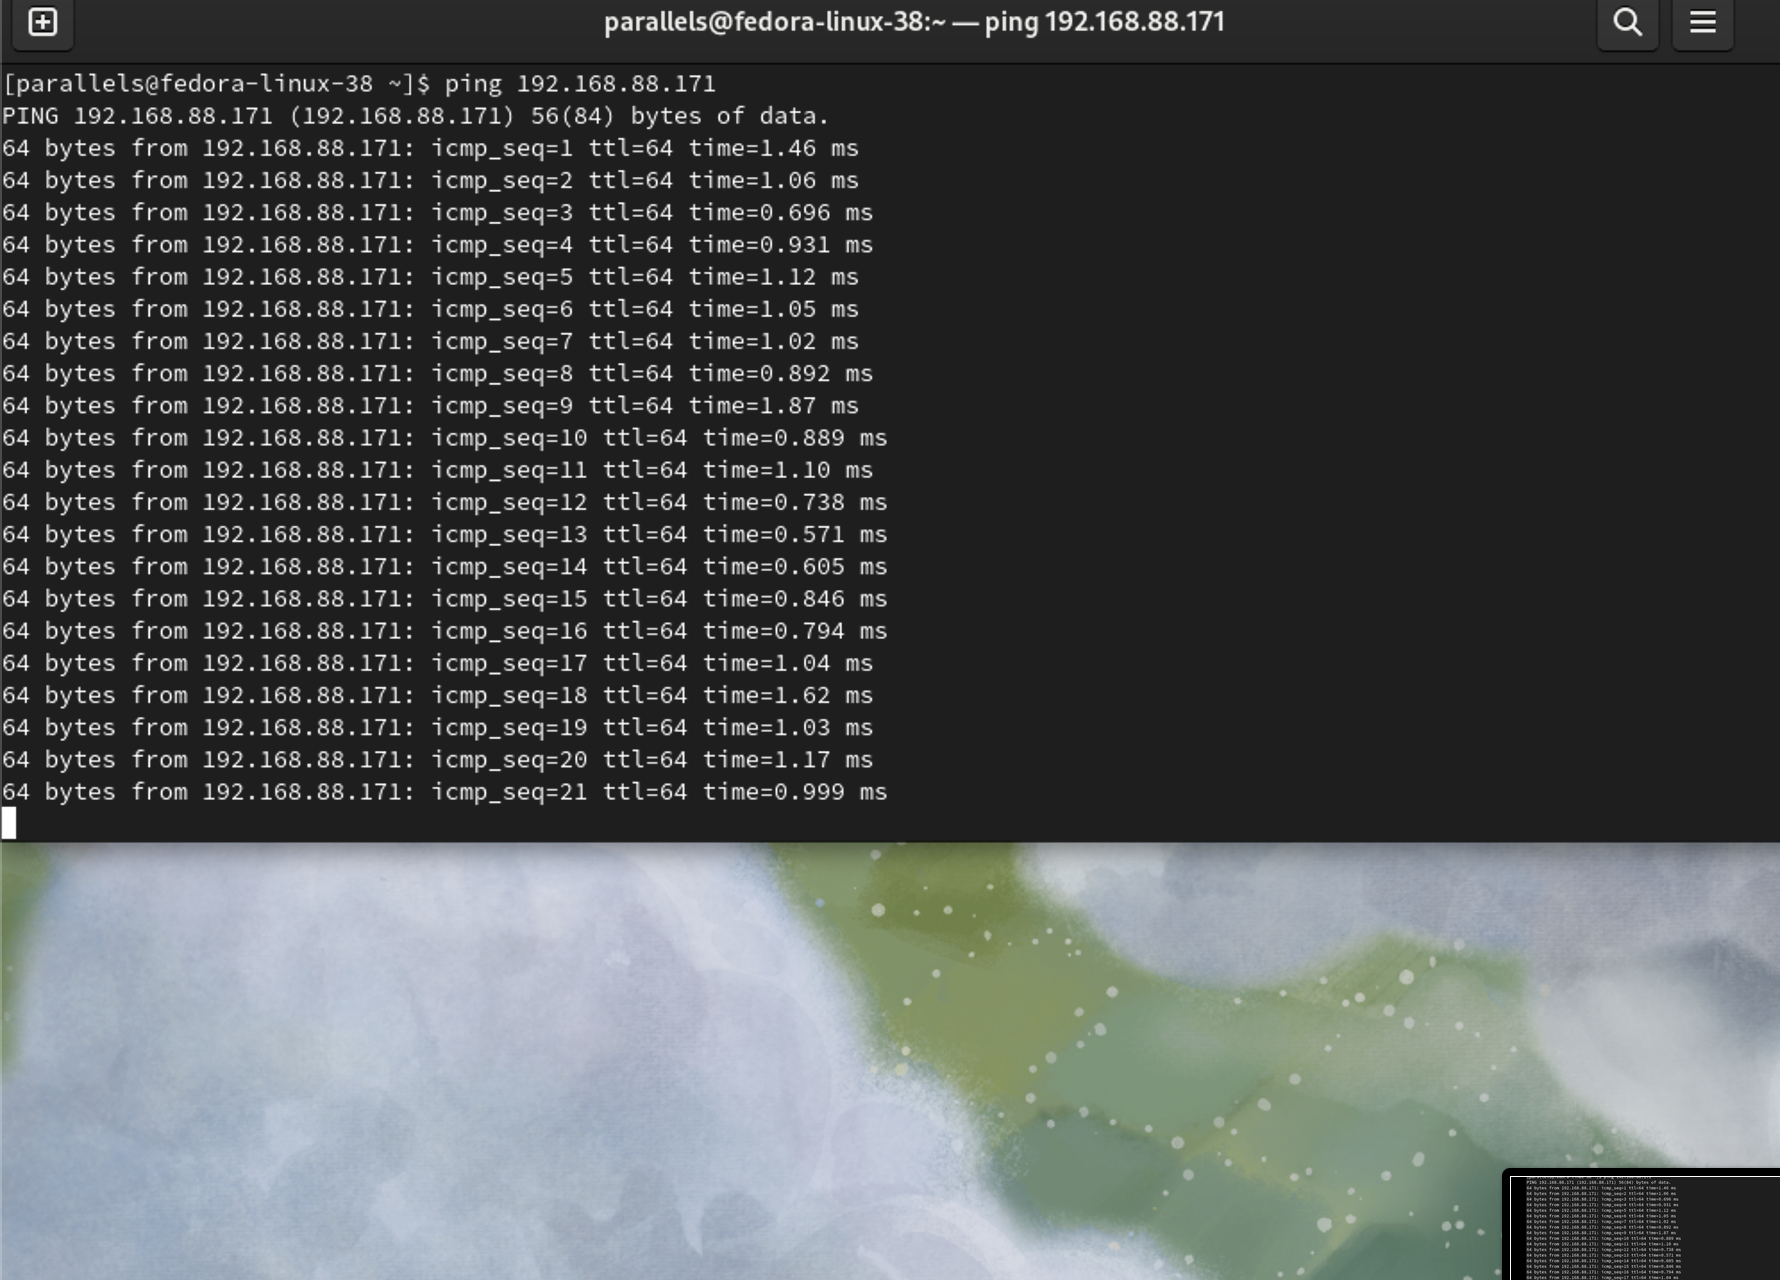 parallels@fedora-linux-38:~ — ping 192.168.88.171
[parallels@fedora-linux-38 ~]$ ping 192.168.88.171
PING 192.168.88.171 (192.168.88.171) 56(84) bytes of data.
64 bytes from 192.168.88.171: icmp_seq=1 ttl=64 time=1.46 ms
64 bytes from 192.168.88.171: icmp_seq=2 ttl=64 time=1.06 ms
64 bytes from 192.168.88.171: icmp_seq=3 ttl=64 time=0.696 ms
64 bytes from 192.168.88.171: icmp_seq=4 ttl=64 time=0.931 ms
64 bytes from 192.168.88.171: icmp_seq=5 ttl=64 time=1.12 ms
64 bytes from 192.168.88.171: icmp_seq=6 ttl=64 time=1.05 ms
64 bytes from 192.168.88.171: icmp_seq=7 ttl=64 time=1.02 ms
64 bytes from 192.168.88.171: icmp_seq=8 ttl=64 time=0.892 ms
64 bytes from 192.168.88.171: icmp_seq=9 ttl=64 time=1.87 ms
64 bytes from 192.168.88.171: icmp_seq=10 ttl=64 time=0.889 ms
64 bytes from 192.168.88.171: icmp_seq=11 ttl=64 time=1.10 ms
64 bytes from 192.168.88.171: icmp_seq=12 ttl=64 time=0.738 ms
64 bytes from 192.168.88.171: icmp_seq=13 ttl=64 time=0.571 ms
64 bytes from 192.168.88.171: icmp_seq=14 ttl=64 time=0.605 ms
64 bytes from 192.168.88.171: icmp_seq=15 ttl=64 time=0.846 ms
64 bytes from 192.168.88.171: icmp_seq=16 ttl=64 time=0.794 ms
64 bytes from 192.168.88.171: icmp_seq=17 ttl=64 time=1.04 ms
64 bytes from 192.168.88.171: icmp_seq=18 ttl=64 time=1.62 ms
64 bytes from 192.168.88.171: icmp_seq=19 ttl=64 time=1.03 ms
64 bytes from 192.168.88.171: icmp_seq=20 ttl=64 time=1.17 ms
64 bytes from 192.168.88.171: icmp_seq=21 ttl=64 time=0.999 ms